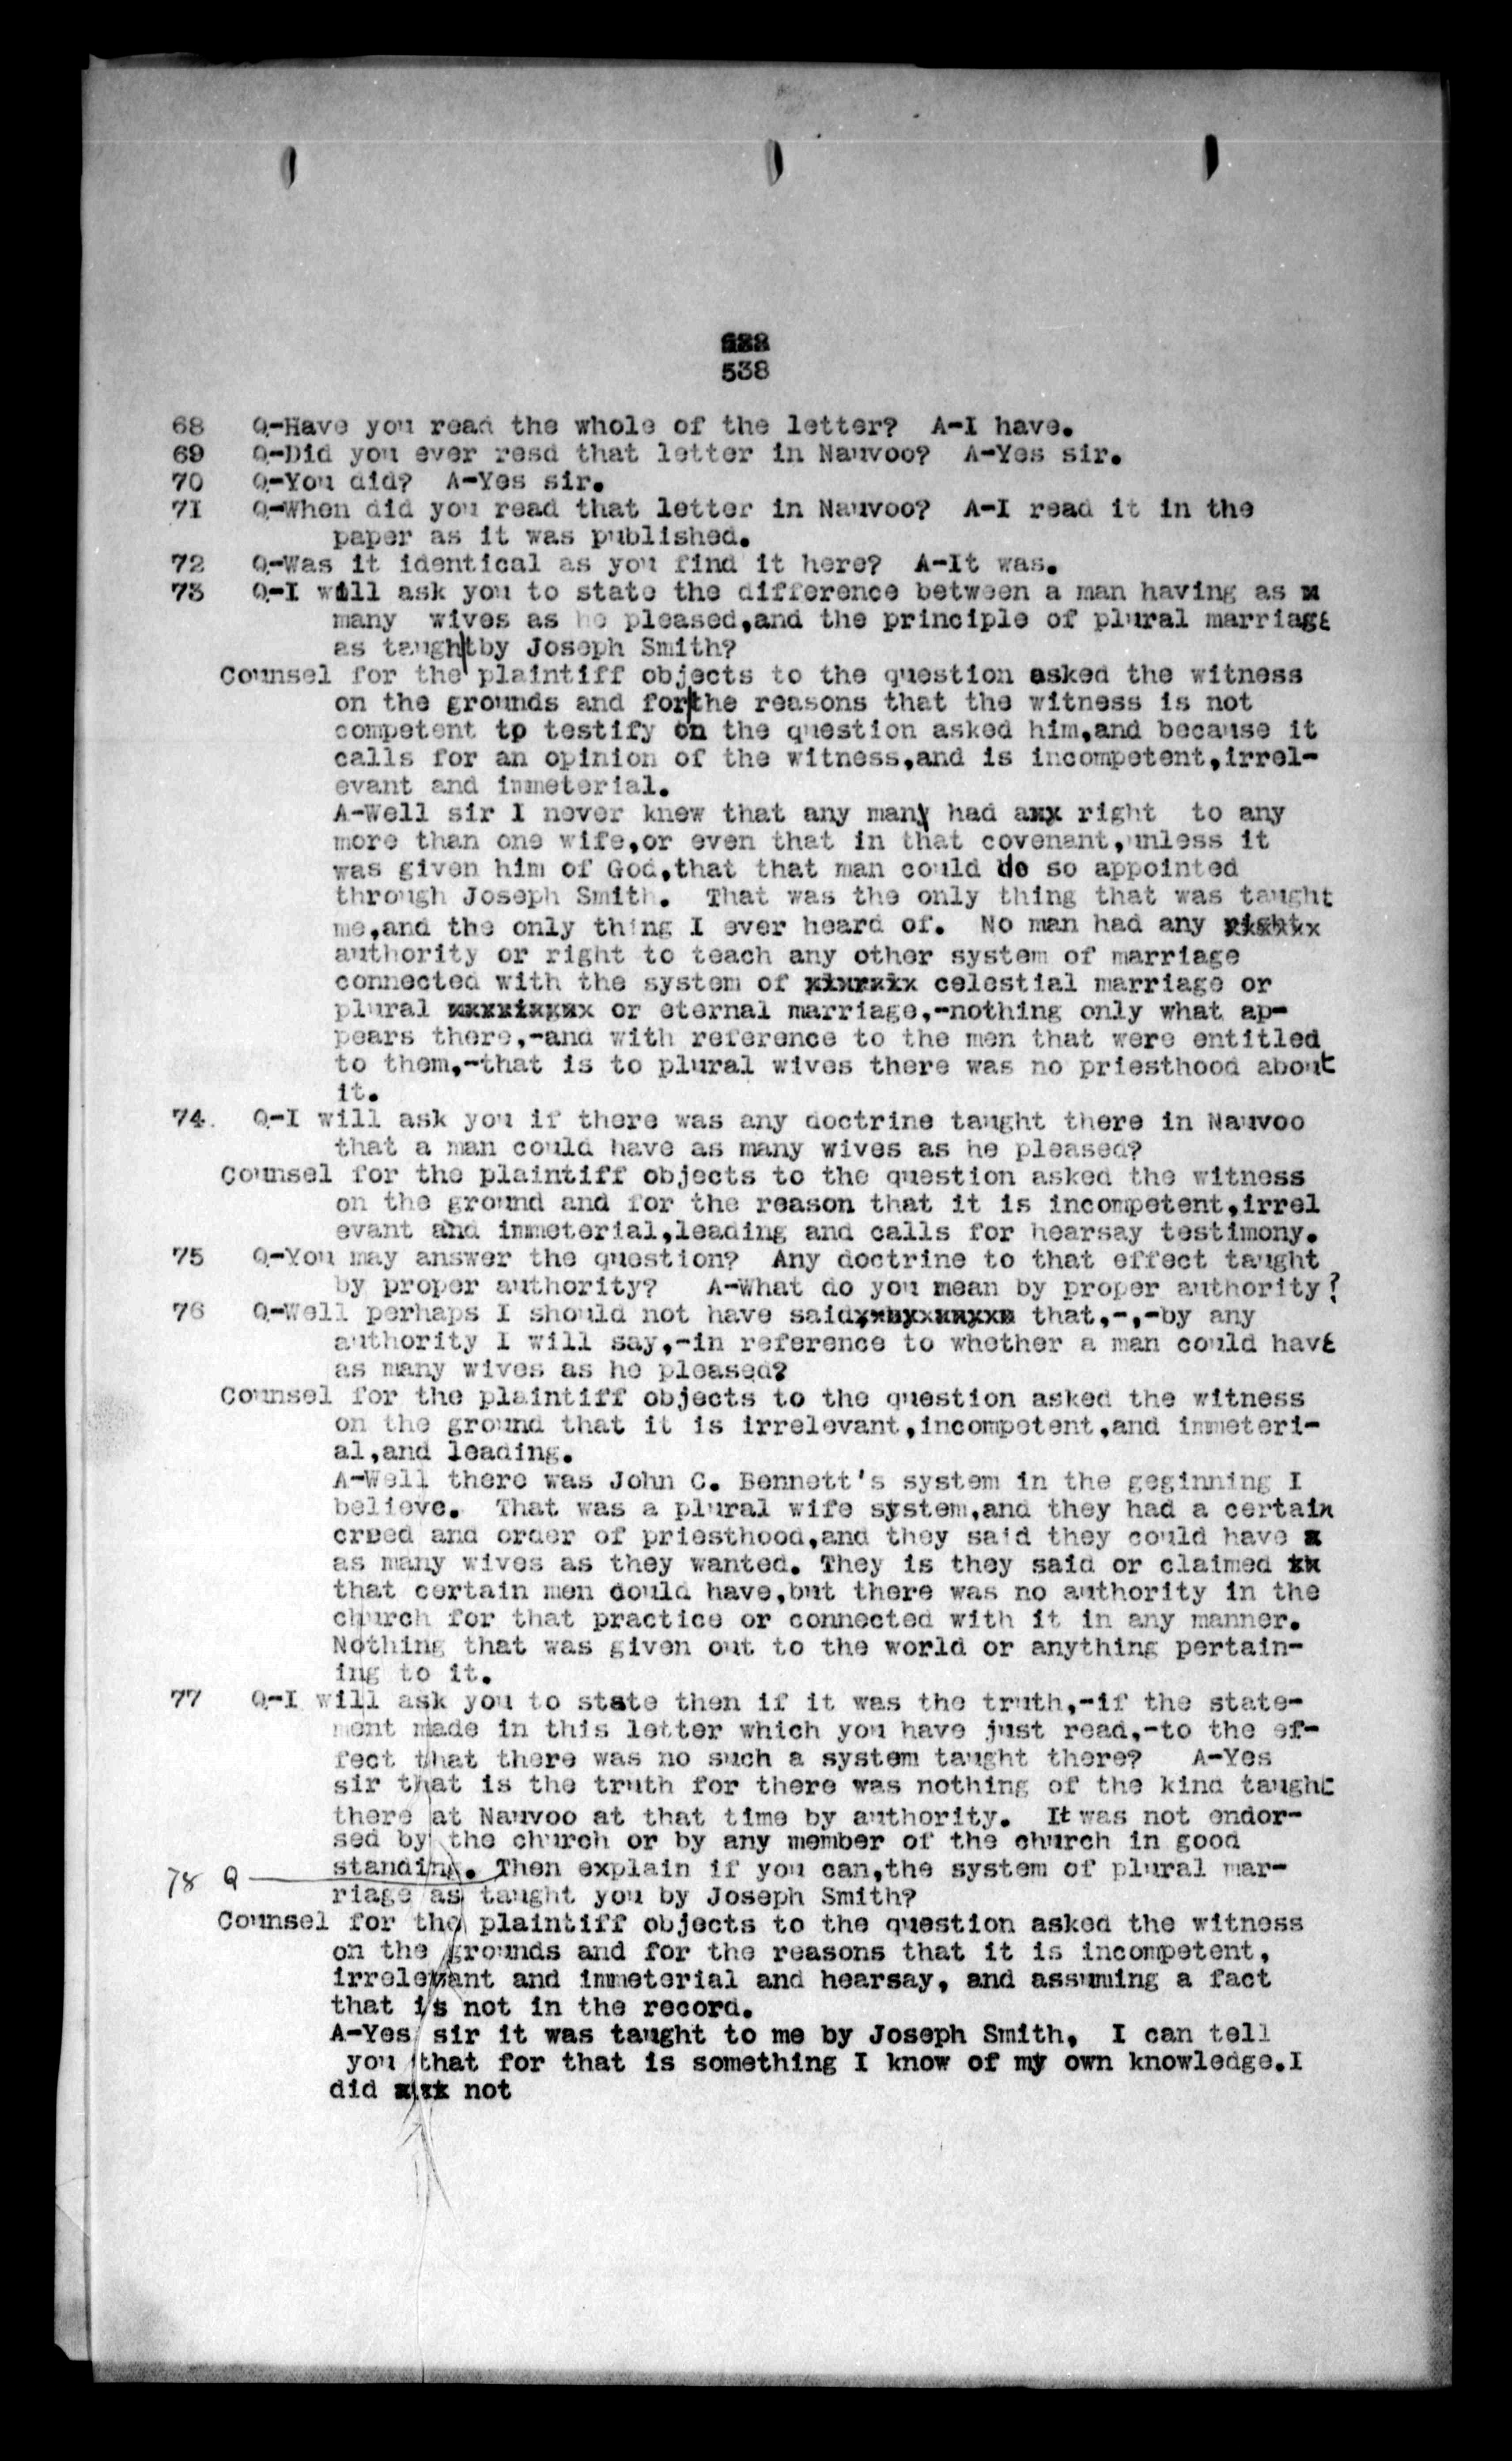 538
68 Q-Have you read the whole of the letter? A-I have.
69 Q-Did you ever resd that letter in Nauvoo? A-Yes sir.
70 Q-You did? A-Yes sir.
71 Q-When did you read that letter in Nauvoo? A-I read it in the
paper as it was published.
72 Q-Was it identical as you find it here? A-It was.
73 Q-I will ask you to state the difference between a man having as
many wives as he pleased,and the principle of plural marriage
as taught by Joseph Smith?
Counsel for the plaintiff objects to the question asked the witness
on the grounds and for the reasons that the witness is not
competent to testify on the question asked him,and because it
calls for an opinion of the witness,and is incompetent,irrel-
evant and immeterial.
A-Well sir I never knew that any man had a right to any
more than one wife,or even that in that covenant,unless it
was given him of God,that that man could do so appointed
through Joseph Smith. That was the only thing that was taught
me,and the only thing I ever heard of. No man had any
authority or right to teach any other system of marriage
connected with the system of celestial marriage or
plural or eternal marriage,-nothing only what ap-
pears there,-and with reference to the men that were entitled
to them,-that is to plural wives there was no priesthood about
it.
74. Q-I will ask you if there was any doctrine taught there in Nauvoo
that a man could have as many wives as he pleased?
Counsel for the plaintiff objects to the question asked the witness
on the ground and for the reason that it is incompetent,irrel
evant and immeterial,leading and calls for hearsay testimony.
75 Q-You may answer the question? Any doctrine to that effect taught
by proper authority? A-What do you mean by proper authority?
76 Q-Well perhaps I should not have said that,-,-by any
authority I will say,-in reference to whether a man could have
as many wives as he pleased?
Counsel for the plaintiff objects to the question asked the witness
on the ground that it is irrelevant,incompetent,and immeteri-
al,and leading.
A-Well there was John C. Bennett's system in the geginning I
believe. That was a plural wife system,and they had a certain
creed and order of priesthood,and they said they could have
as many wives as they wanted. They is they said or claimed
that certain men could have,but there was no authority in the
church for that practice or connected with it in any manner.
Nothing that was given out to the world or anything pertain-
ing to it.
77 Q-I will ask you to state then if it was the truth,-if the state-
ment made in this letter which you have just read,-to the ef-
fect that there was no such a system taught there? A-Yes
sir that is the truth for there was nothing of the kind taught
there at Nauvoo at that time by authority. It was not endor-
sed by the church or by any member of the church in good
standing. Then explain if you can,the system of plural mar-
78 Q
riage as taught you by Joseph Smith?
Counsel for the plaintiff objects to the question asked the witness
on the grounds and for the reasons that it is incompetent,
irrelevant and immeterial and hearsay, and assuming a fact
that is not in the record.
A-Yes sir it was taught to me by Joseph Smith, I can tell
you that for that is something I know of my own knowledge.I
did not